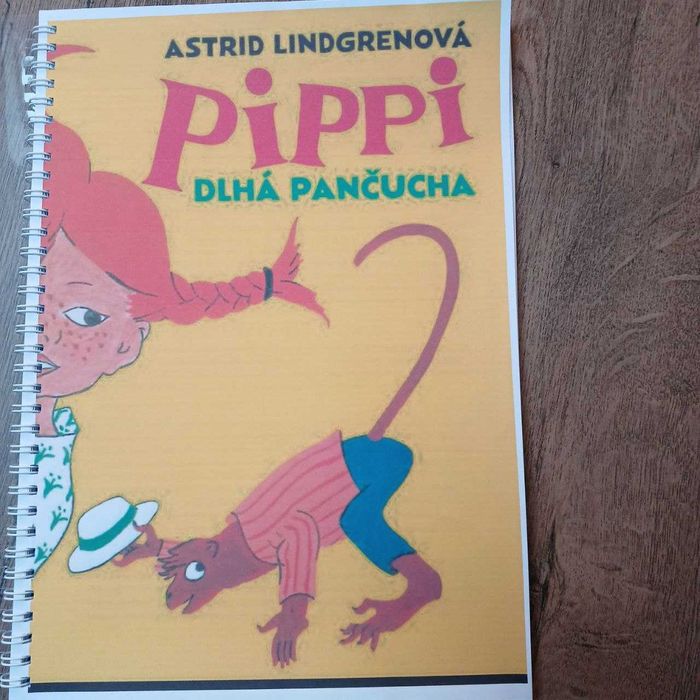 ASTRID LINDGRENOVÁ
PiPPi
DLHÁ PANČUCHA